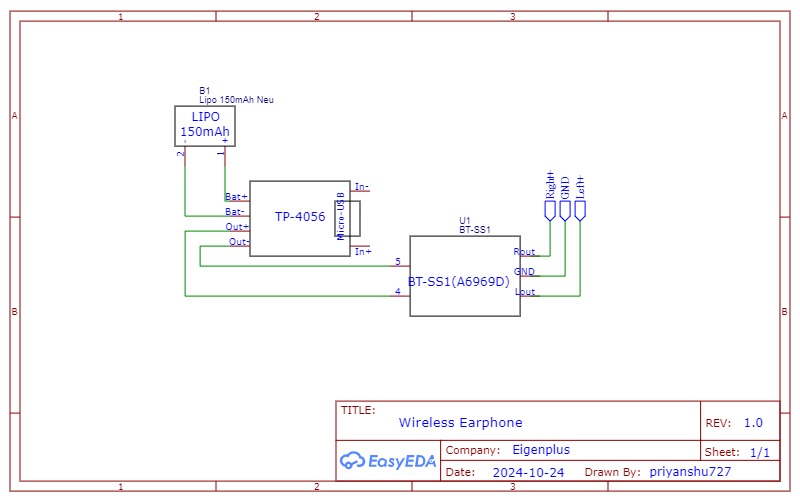 1 2 3
A A
B B
B1
Lipo 150mAh Neu
LIPO
150mAh
- +
2 1
Bat+
Bat-
Out+
Out-
TP-4056
Micro-USB
In-
In+
U1
BT-SS1
5
4
BT-SS1(A6969D)
Rout
GND
Lout
Right+
GND
Left+
TITLE:
Wireless Earphone
REV: 1.0
EasyEDA
Company: Eigenplus
Sheet: 1/1
Date: 2024-10-24 Drawn By: priyanshu727
1 2 3